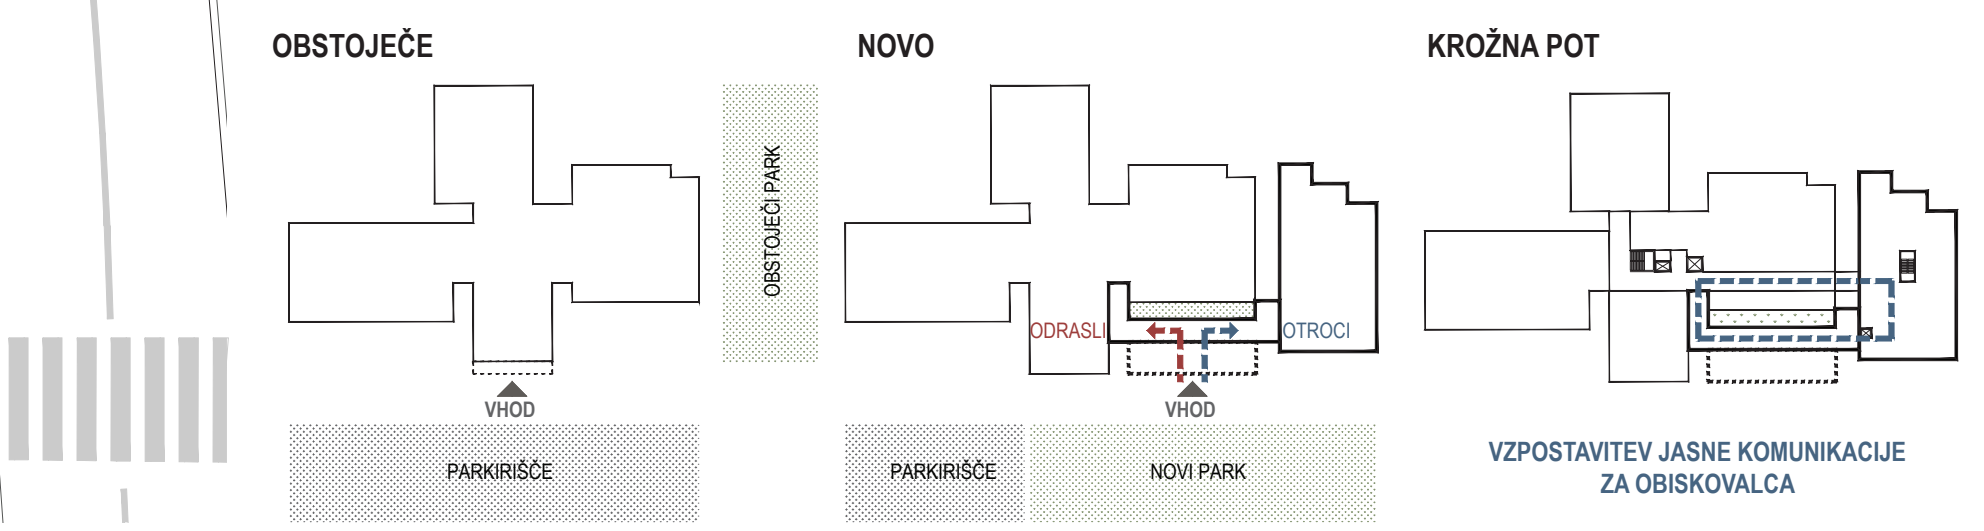 OBSTOJEČE
OBSTOJEČI PARK
VHOD
PARKIRIŠČE
NOVO
ODRASLI
OTROCI
VHOD
PARKIRIŠČE
NOVI PARK
KROŽNA POT
VZPOSTAVITEV JASNE KOMUNIKACIJE
ZA OBISKOVALCA